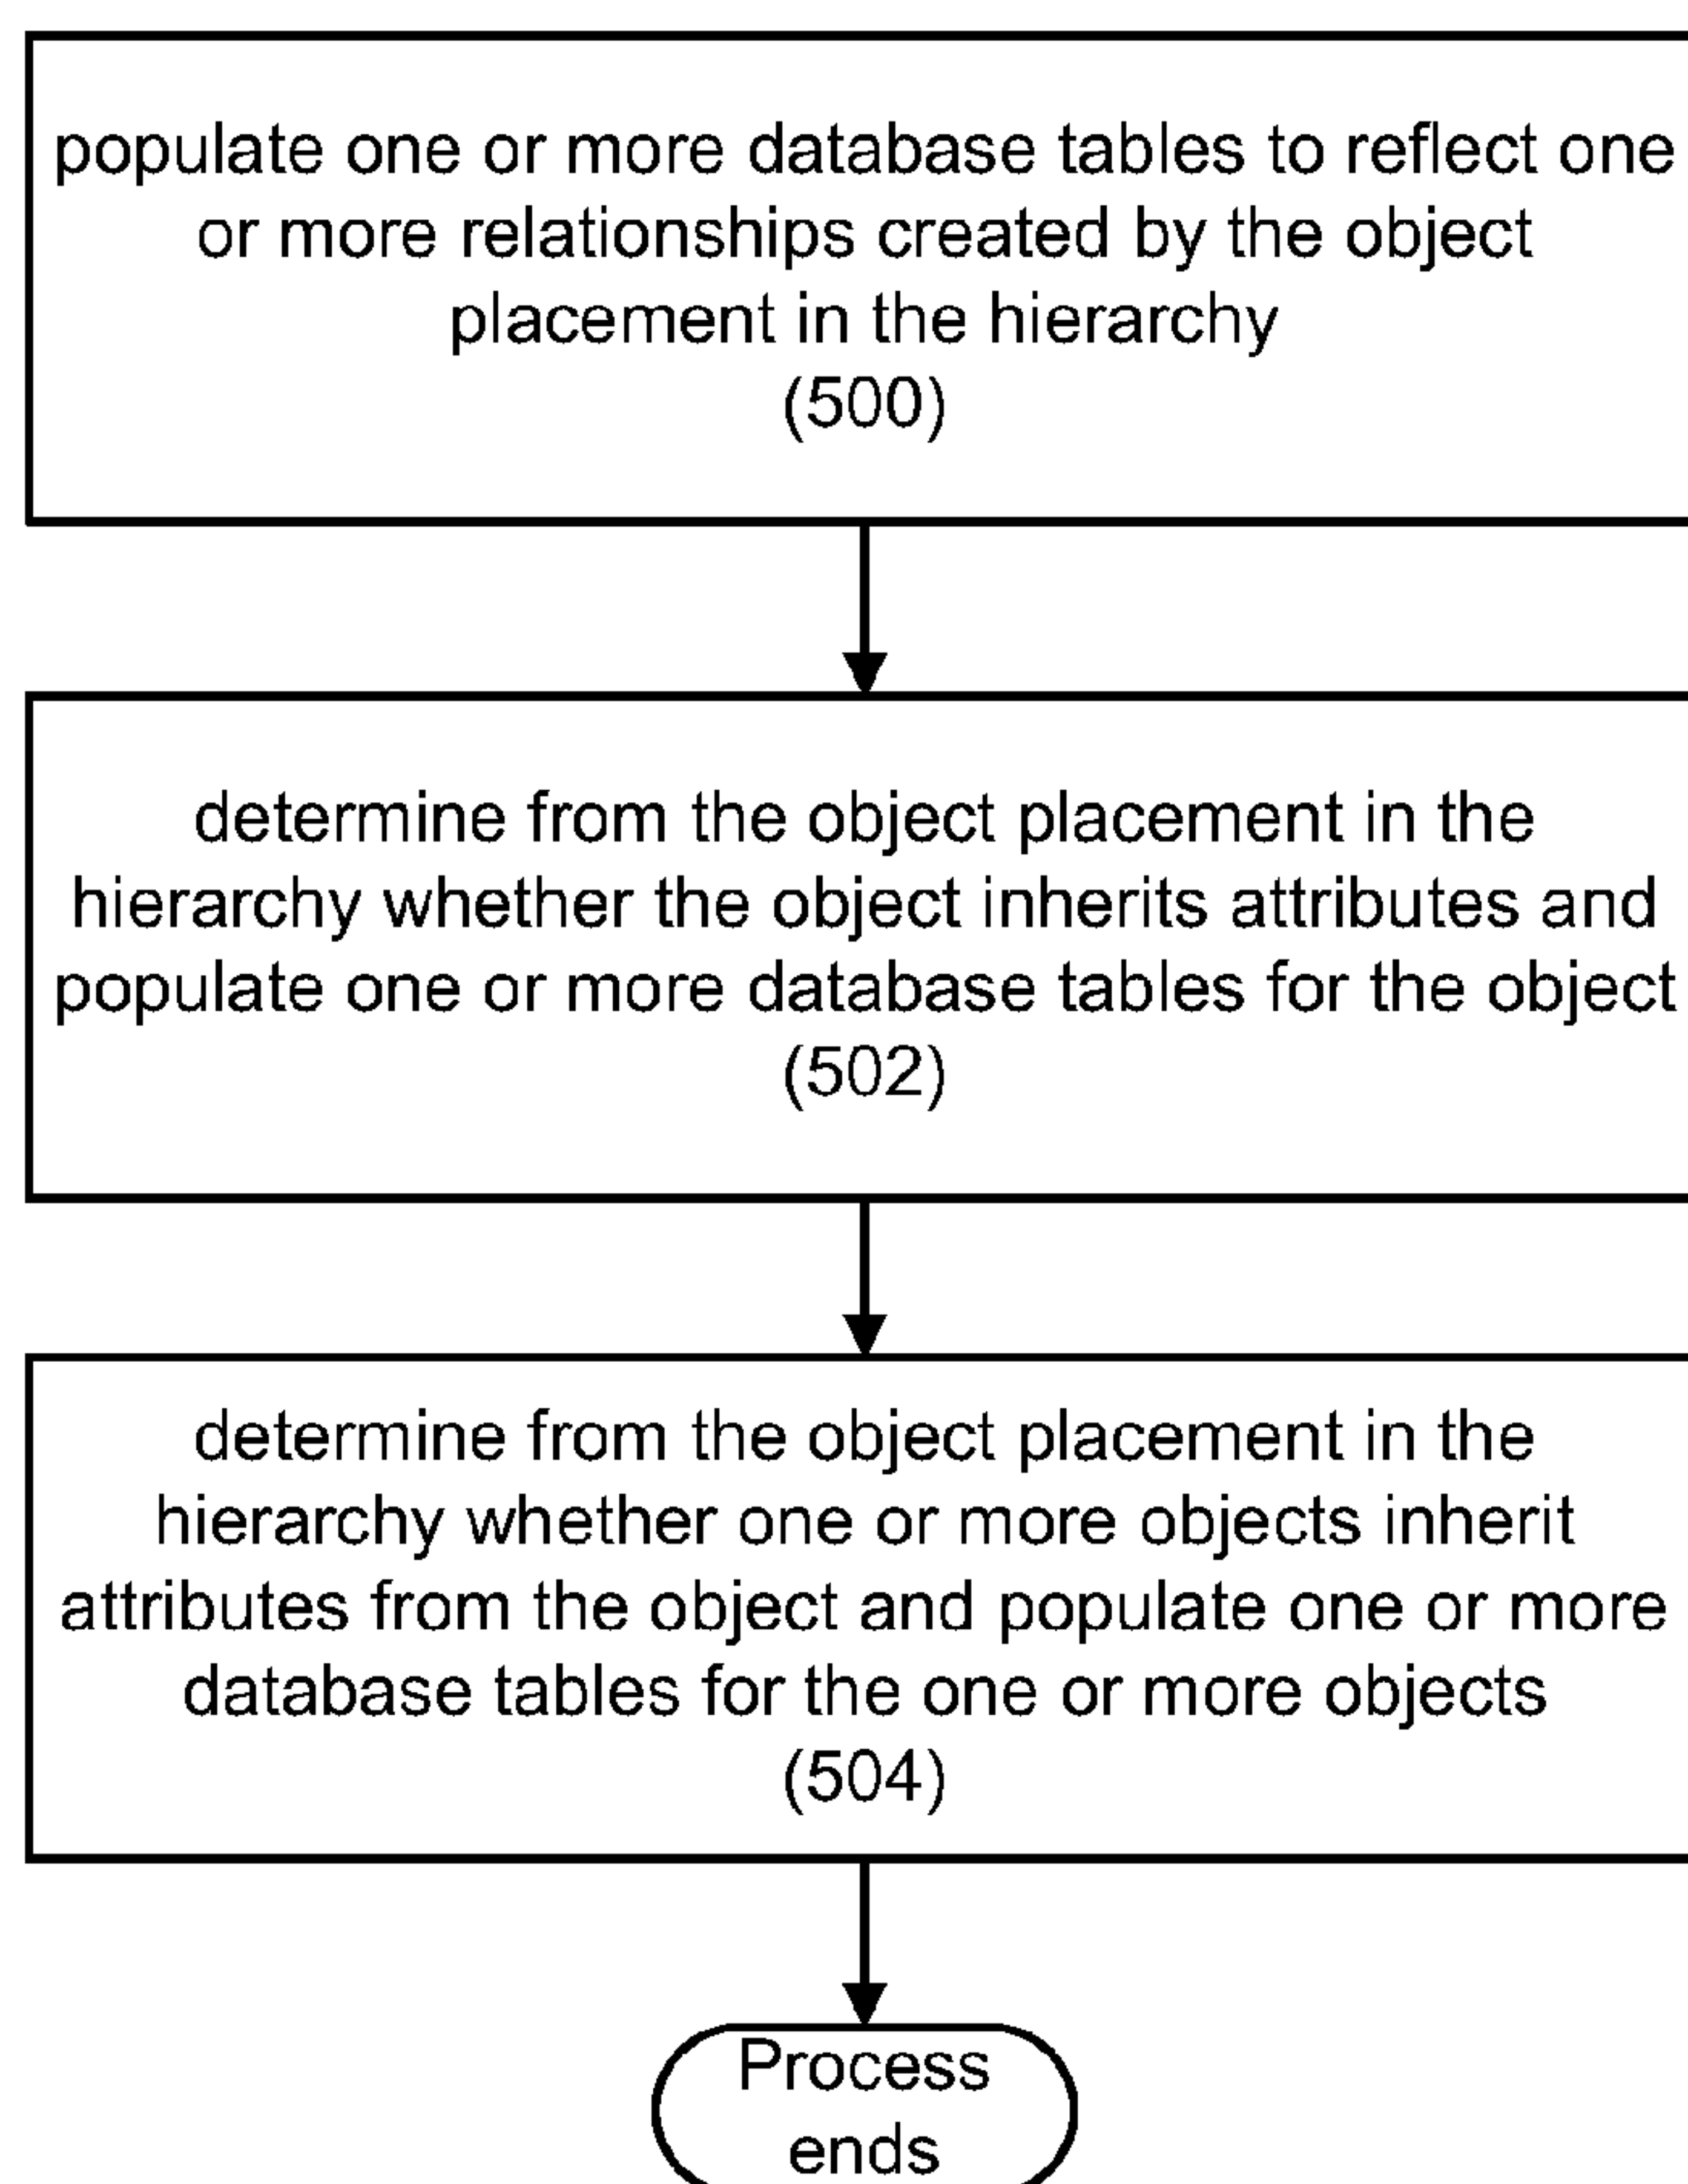 populate one or more database tables to reflect one
or more relationships created by the object
placement in the hierarchy
(500)
determine from the object placement in the
hierarchy whether the object inherits attributes and
populate one or more database tables for the object
(502)
determine from the object placement in the
hierarchy whether one or more objects inherit
attributes from the object and populate one or more
database tables for the one or more objects
(504)
Process
ends